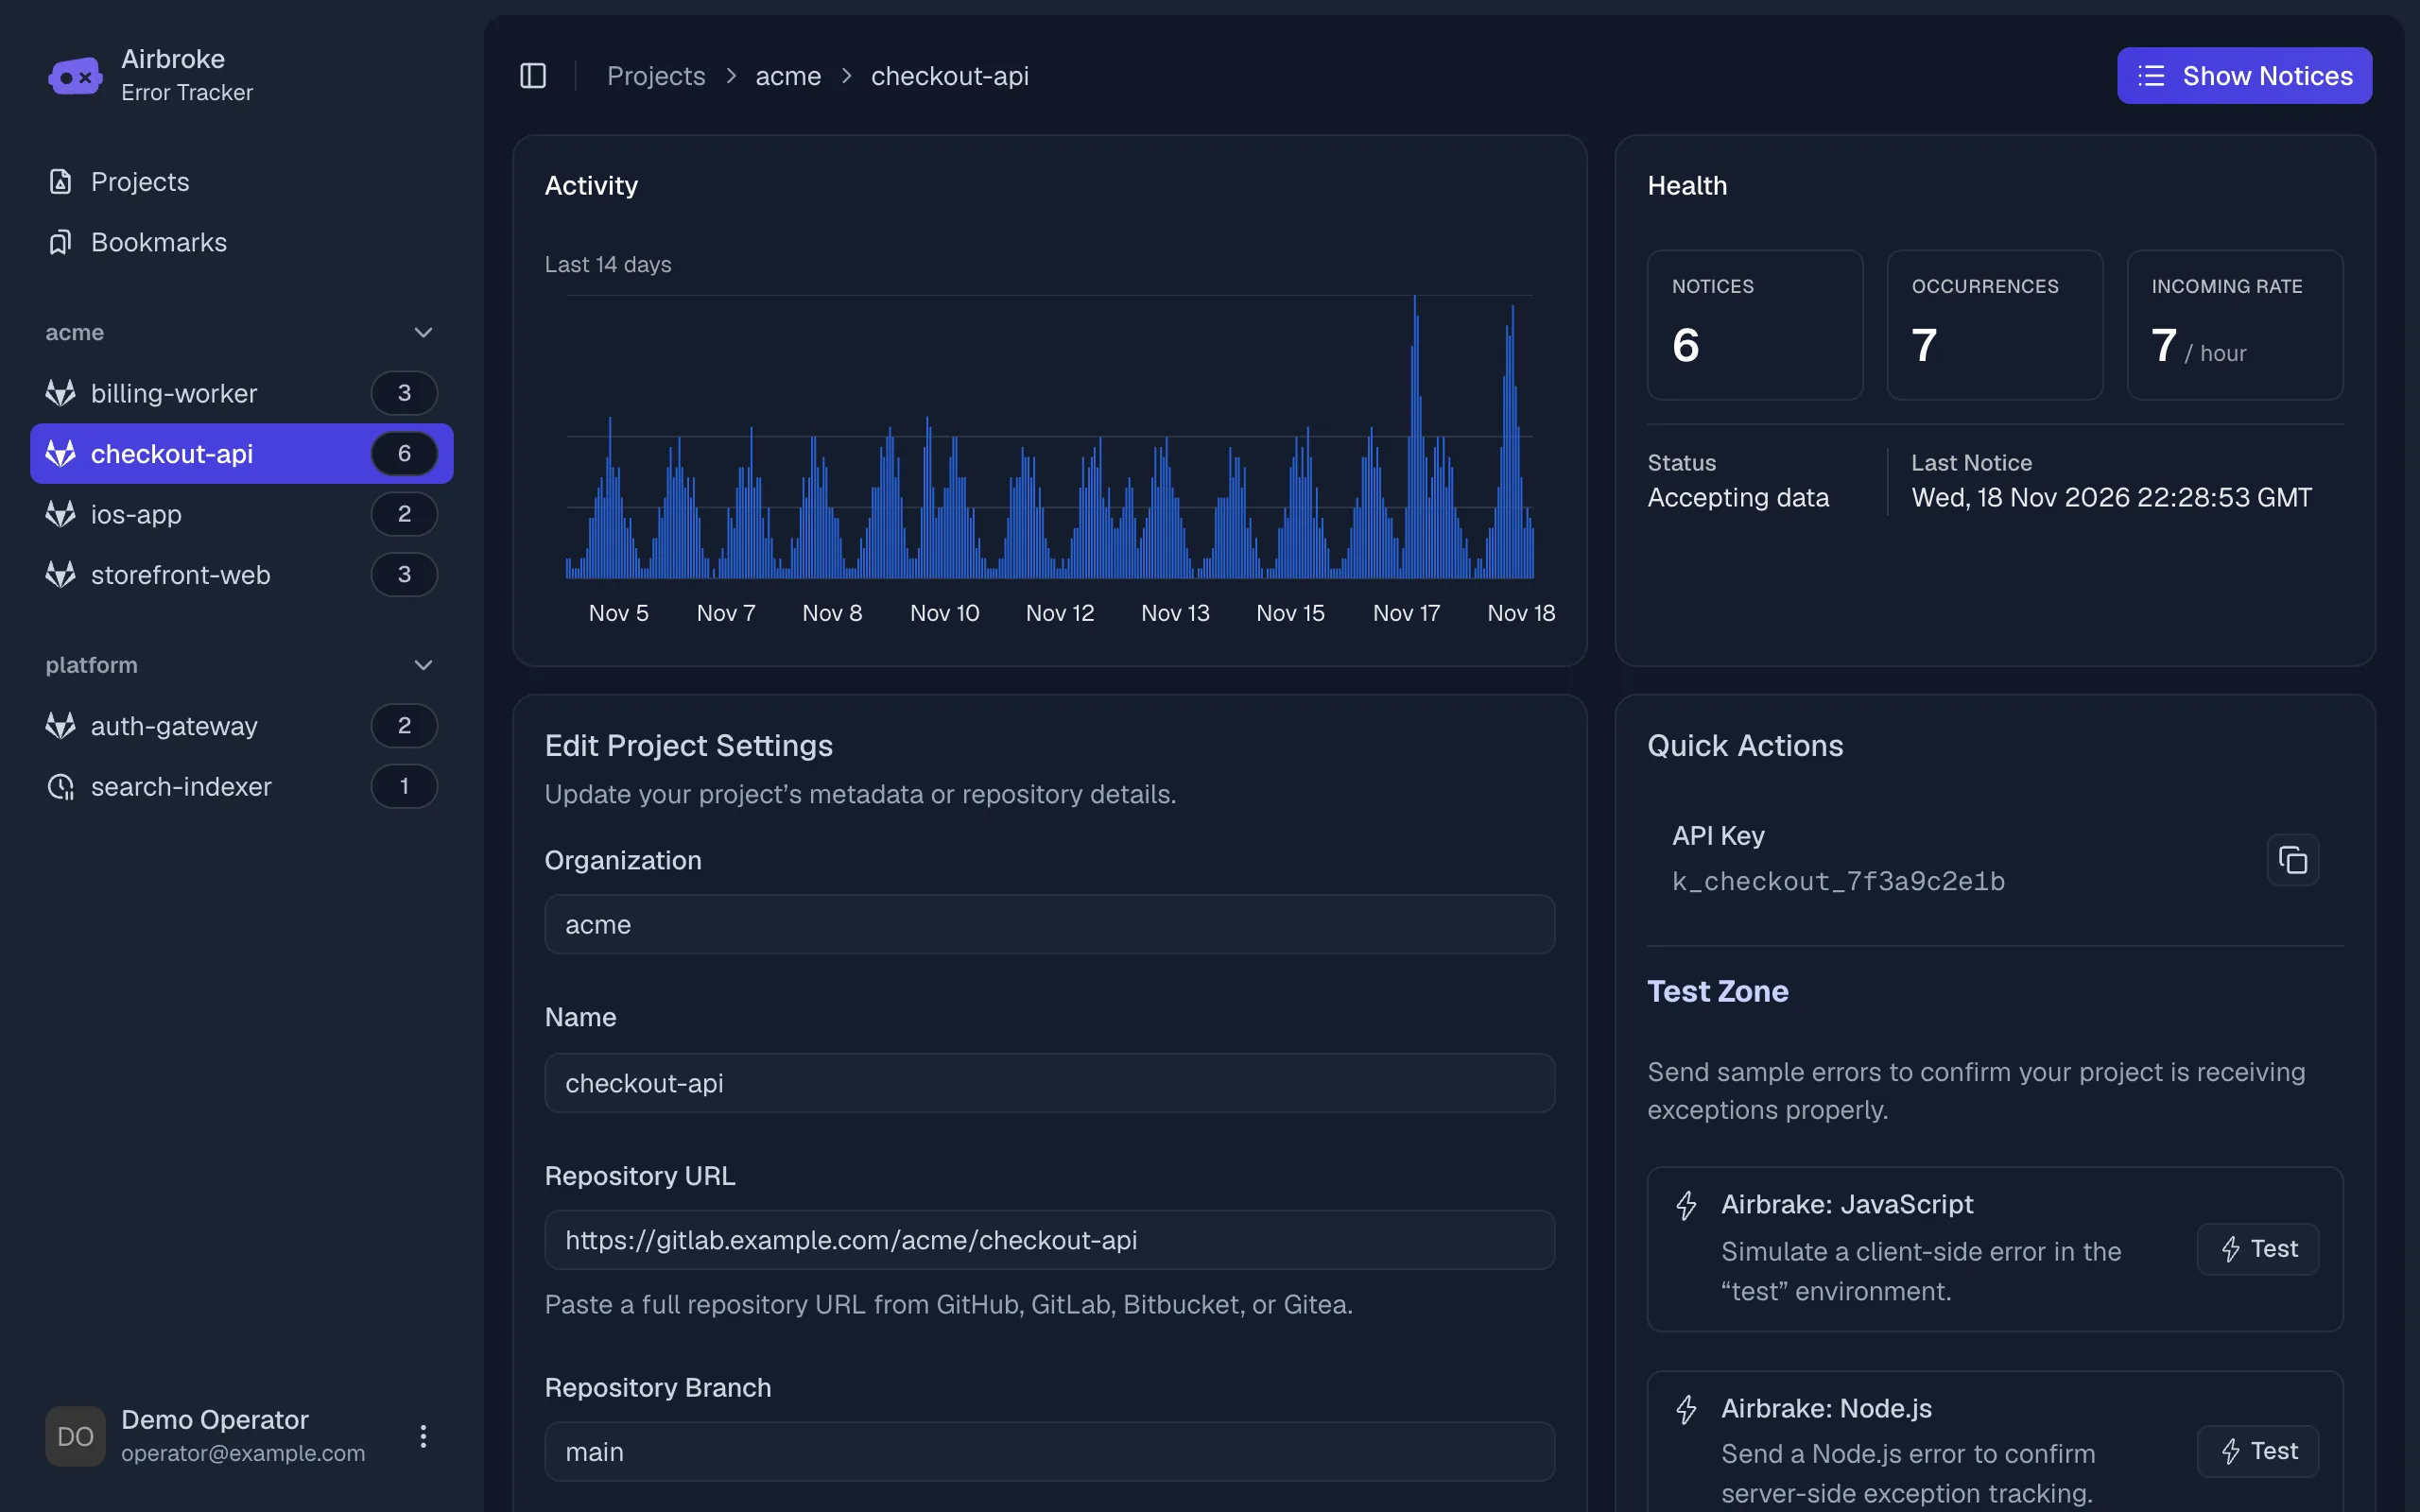 Airbroke
Error Tracker
Projects
Bookmarks
acme
billing-worker 3
checkout-api 6
ios-app 2
storefront-web 3
platform
auth-gateway 2
search-indexer 1
DO
Demo Operator
operator@example.com
Projects > acme > checkout-api
Show Notices
Activity
Last 14 days
Nov 5 Nov 7 Nov 8 Nov 10 Nov 12 Nov 13 Nov 15 Nov 17 Nov 18
Health
NOTICES
6
OCCURRENCES
7
INCOMING RATE
7 / hour
Status
Accepting data
Last Notice
Wed, 18 Nov 2026 22:28:53 GMT
Edit Project Settings
Update your project’s metadata or repository details.
Organization
acme
Name
checkout-api
Repository URL
https://gitlab.example.com/acme/checkout-api
Paste a full repository URL from GitHub, GitLab, Bitbucket, or Gitea.
Repository Branch
main
Quick Actions
API Key
k_checkout_7f3a9c2e1b
Test Zone
Send sample errors to confirm your project is receiving
exceptions properly.
Airbrake: JavaScript
Simulate a client-side error in the
“test” environment.
Test
Airbrake: Node.js
Send a Node.js error to confirm
server-side exception tracking.
Test